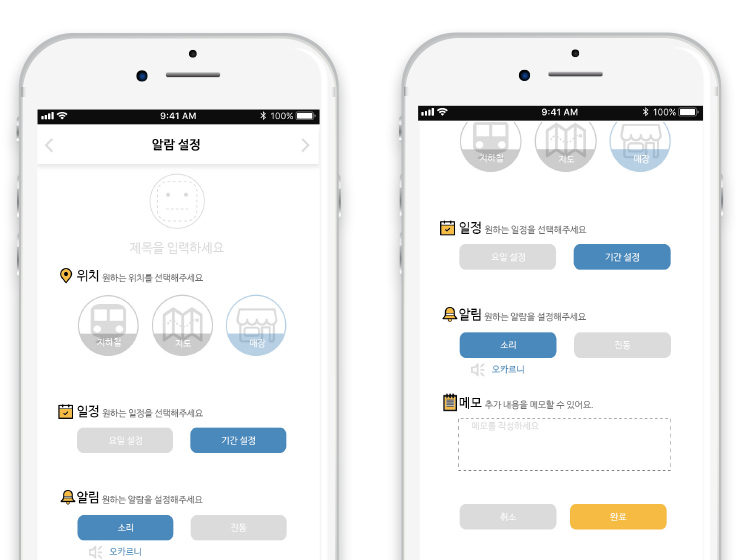 9:41 AM
100%
알람 설정
제목을 입력하세요
위치 원하는 위치를 선택해주세요
지하철 지도 매장
일정 원하는 일정을 선택해주세요
요일 설정 기간 설정
알림 원하는 알람을 설정해주세요
소리 진동
오카르니
9:41 AM
100%
지하철 지도 매장
일정 원하는 일정을 선택해주세요
요일 설정 기간 설정
알림 원하는 알림을 설정해주세요
소리 진동
오카르니
메모 추가 내용을 메모할 수 있어요.
메모를 작성하세요
취소 완료